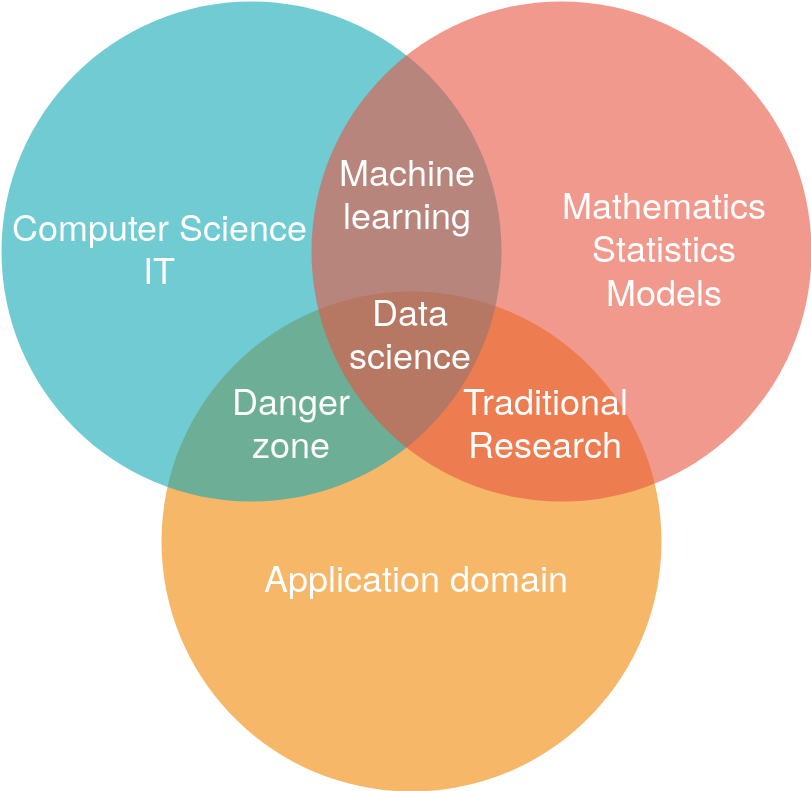 Computer Science
IT
Machine
learning
Mathematics
Statistics
Models
Data
science
Danger
zone
Traditional
Research
Application domain